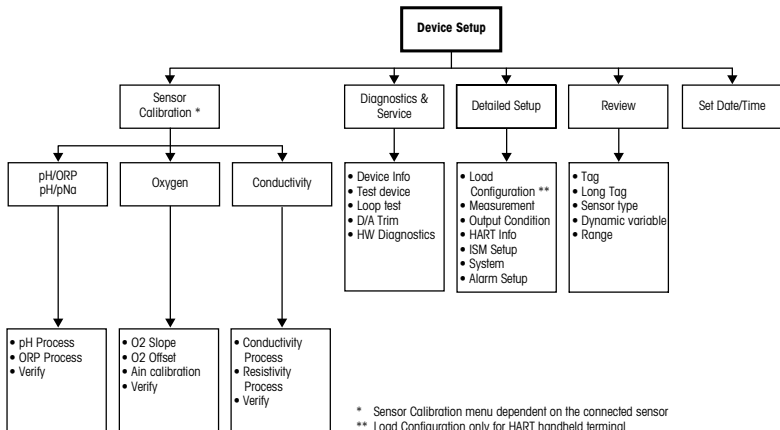 Device Setup
Sensor
Calibration *
Diagnostics &
Service
Detailed Setup
Review
Set Date/Time
pH/ORP
pH/pNa
Oxygen
Conductivity
• Device Info
• Test device
• Loop test
• D/A Trim
• HW Diagnostics
• Load
Configuration **
• Measurement
• Output Condition
• HART Info
• ISM Setup
• System
• Alarm Setup
• Tag
• Long Tag
• Sensor type
• Dynamic variable
• Range
• pH Process
• ORP Process
• Verify
• O2 Slope
• O2 Offset
• Ain calibration
• Verify
• Conductivity
Process
• Resistivity
Process
• Verify
* Sensor Calibration menu dependent on the connected sensor
** Load Configuration only for HART handheld terminal